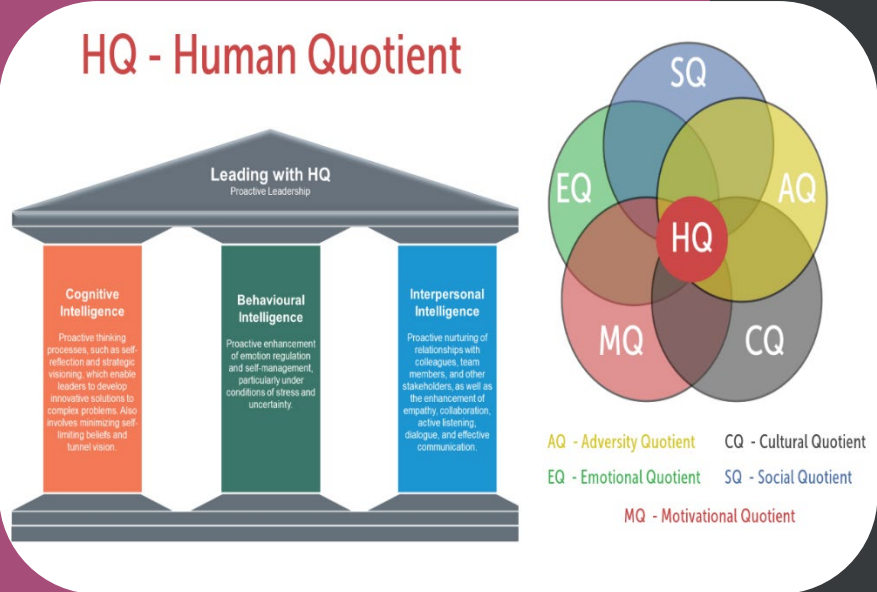 HQ - Human Quotient
Leading with HQ
Proactive Leadership
Cognitive
Intelligence
Proactive thinking
processes, such as self-
reflection and strategic
visioning, which enable
leaders to develop
innovative solutions to
complex problems. Also
involves minimizing self-
limiting beliefs and
tunnel vision.
Behavioural
Intelligence
Proactive enhancement
of emotion regulation
and self-management,
particularly under
conditions of stress and
uncertainty.
Interpersonal
Intelligence
Proactive nurturing of
relationships with
colleagues, team
members, and other
stakeholders, as well as
the enhancement of
empathy, collaboration,
active listening,
dialogue, and effective
communication.
SQ
EQ
AQ
HQ
MQ
CQ
AQ - Adversity Quotient
CQ - Cultural Quotient
EQ - Emotional Quotient
SQ - Social Quotient
MQ - Motivational Quotient